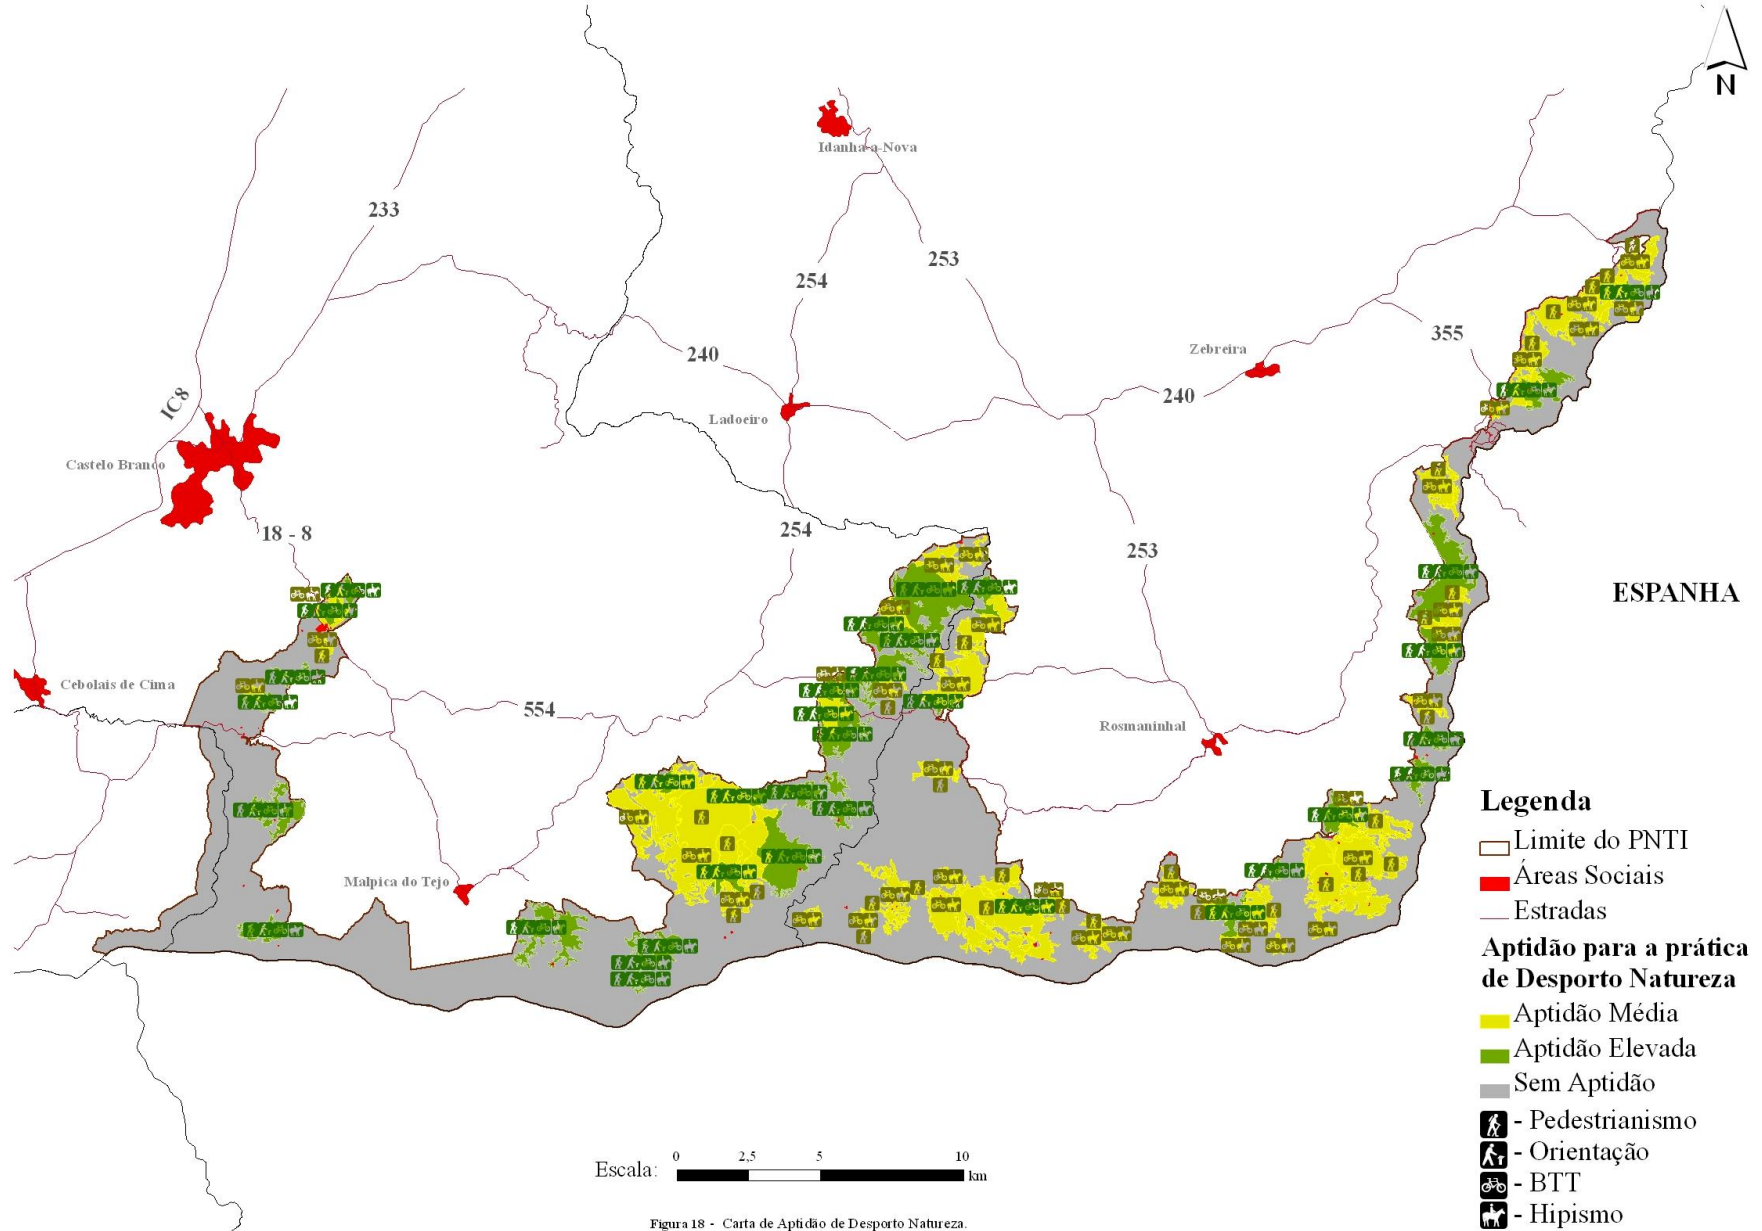 N
Idanha-a-Nova
233
253
254
355
Zebreira
240
240
IC8
Ladoeiro
Castelo Branco
18 - 8
254
253
ESPANHA
Cebolais de Cima
554
Rosmaninhal
Malpica do Tejo
Legenda
Limite do PNTI
Áreas Sociais
Estradas
Aptidão para a prática
de Desporto Natureza
Aptidão Média
Aptidão Elevada
Sem Aptidão
- Pedestrianismo
- Orientação
- BTT
- Hipismo
Escala: 0 2,5 5 10
km
Figura 18 - Carta de Aptidão de Desporto Natureza.